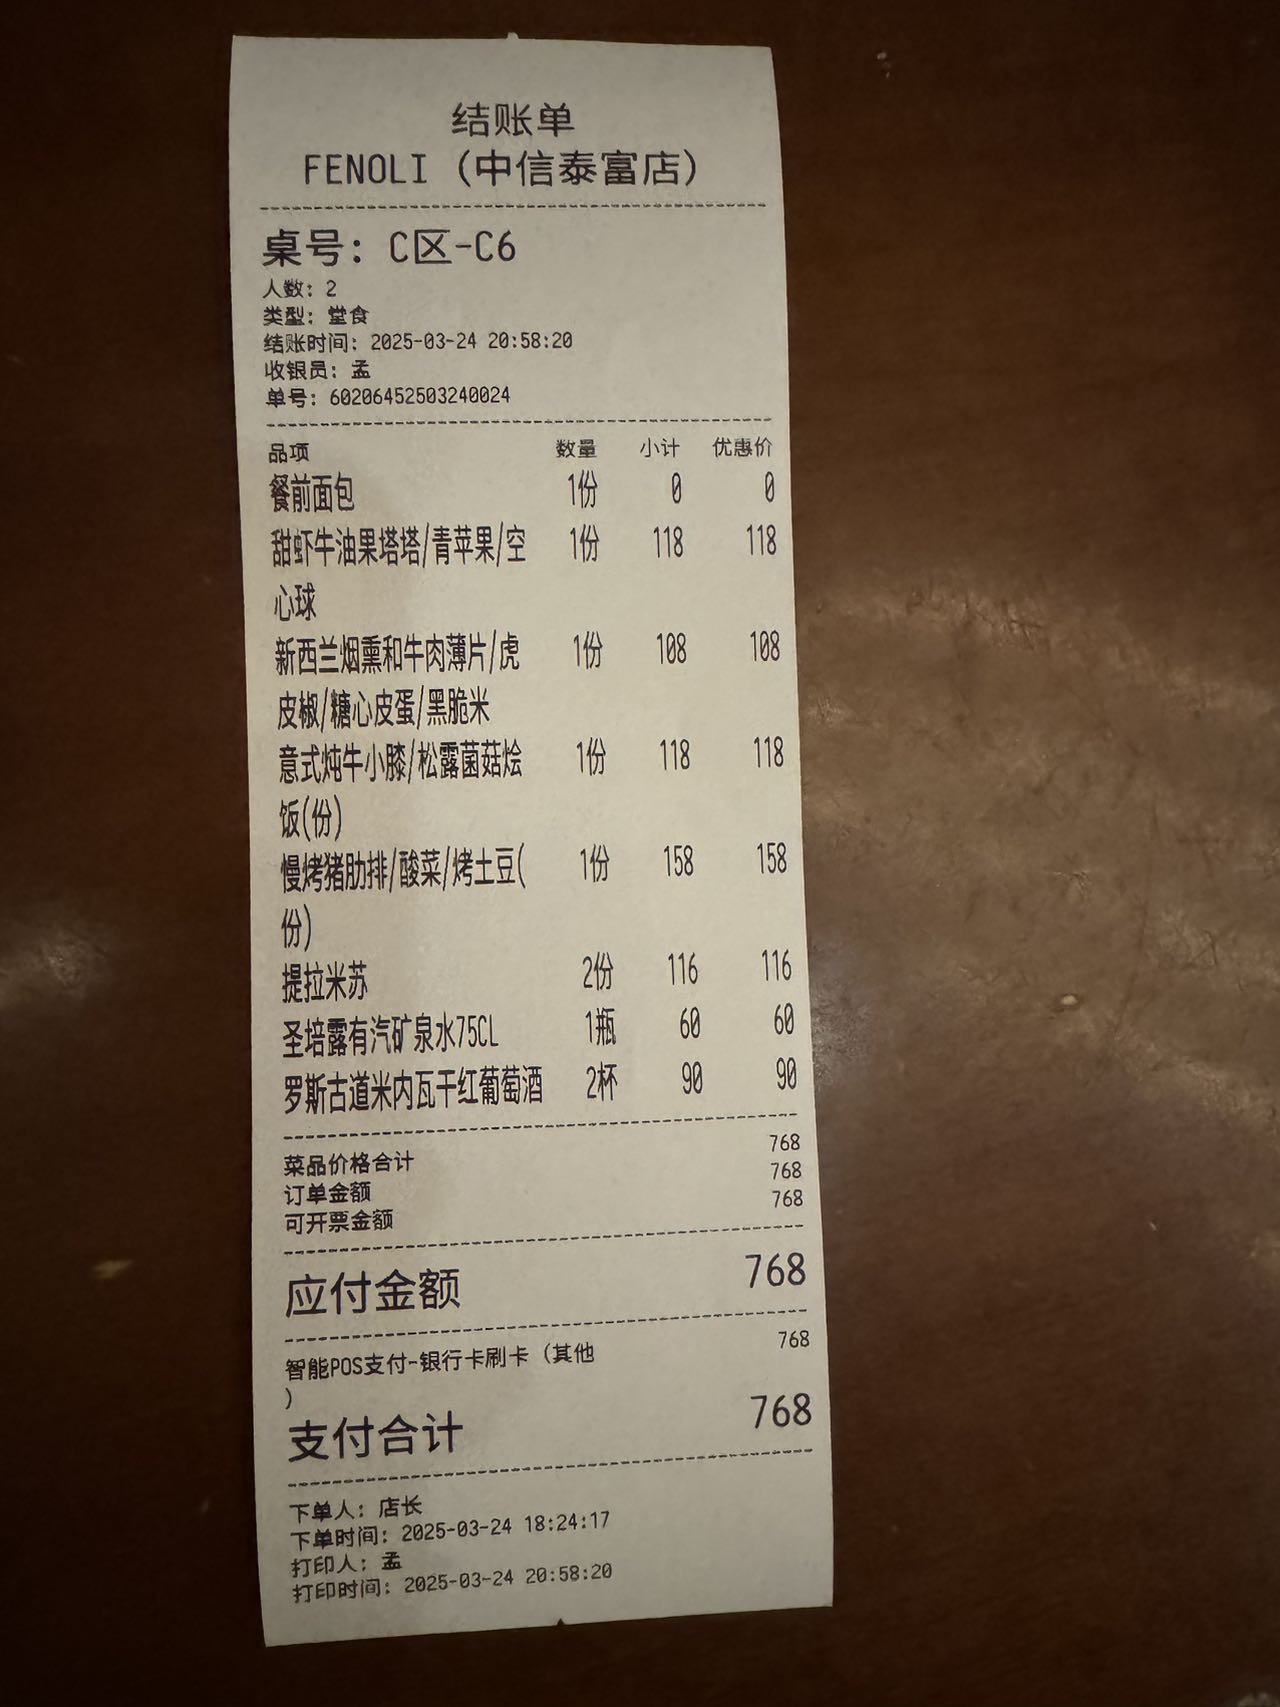 结账单
FENOLI（中信泰富店）
桌号：C区-C6
人数：2
类型：堂食
结账时间：2025-03-24 20:58:20
收银员：孟
单号：60206452503240024
品项 数量 小计 优惠价
餐前面包 1份 0 0
甜虾牛油果塔塔/青苹果/空 1份 118 118
心球
新西兰烟熏和牛肉薄片/虎 1份 108 108
皮椒/糖心皮蛋/黑脆米
意式炖牛小膝/松露菌菇烩 1份 118 118
饭(份)
慢烤猪肋排/酸菜/烤土豆( 1份 158 158
份)
提拉米苏 2份 116 116
圣培露有汽矿泉水75CL 1瓶 60 60
罗斯古道米内瓦干红葡萄酒 2杯 90 90
菜品价格合计 768
订单金额 768
可开票金额 768
应付金额 768
智能POS支付-银行卡刷卡（其他 768
）
支付合计 768
下单人：店长
下单时间：2025-03-24 18:24:17
打印人：孟
打印时间：2025-03-24 20:58:20